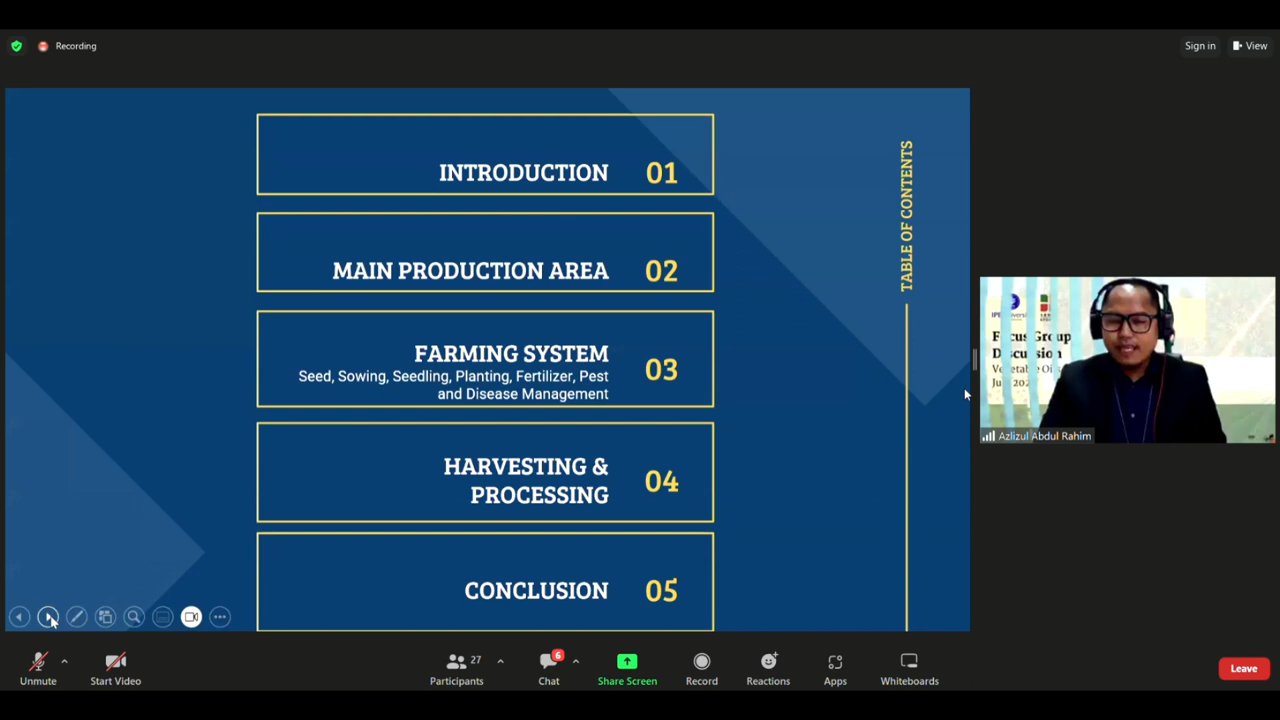 Recording
Sign in
View
INTRODUCTION 01
MAIN PRODUCTION AREA 02
FARMING SYSTEM 03
Seed, Sowing, Seedling, Planting, Fertilizer, Pest
and Disease Management
HARVESTING &
PROCESSING 04
CONCLUSION 05
TABLE OF CONTENTS
Focus Group
Discussion
Azlizul Abdul Rahim
Unmute
Start Video
27
Participants
6
Chat
Share Screen
Record
Reactions
Apps
Whiteboards
Leave